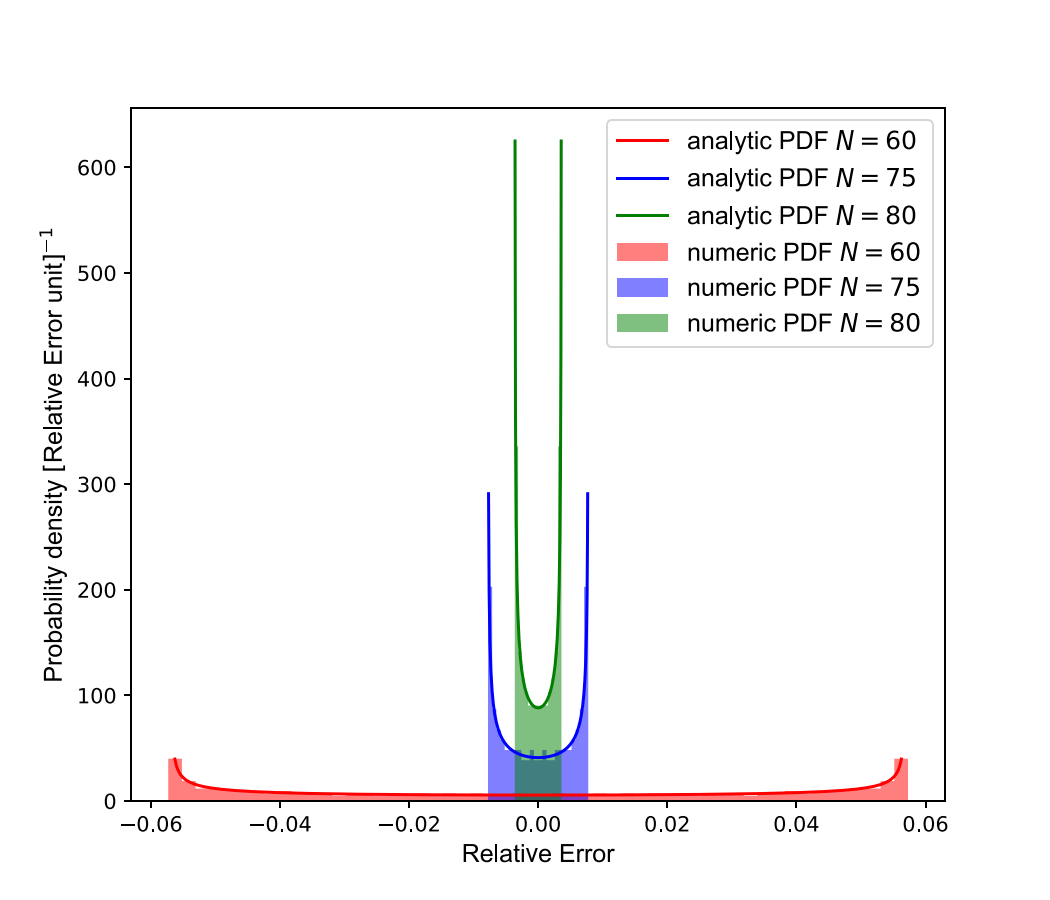 600
500
400
300
200
100
0
Probability density [Relative Error unit]⁻¹
−0.06
−0.04
−0.02
0.00
0.02
0.04
0.06
Relative Error
analytic PDF N = 60
analytic PDF N = 75
analytic PDF N = 80
numeric PDF N = 60
numeric PDF N = 75
numeric PDF N = 80